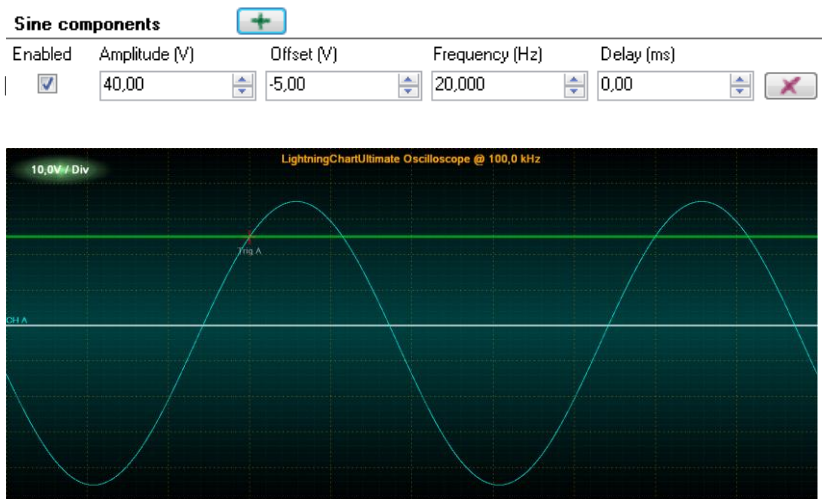 Sine components
Enabled Amplitude (V) Offset (V) Frequency (Hz) Delay (ms)
40,00 -5,00 20,000 0,00
LightningChartUltimate Oscilloscope @ 100,0 kHz
10,0V / Div
Trig A
CH A